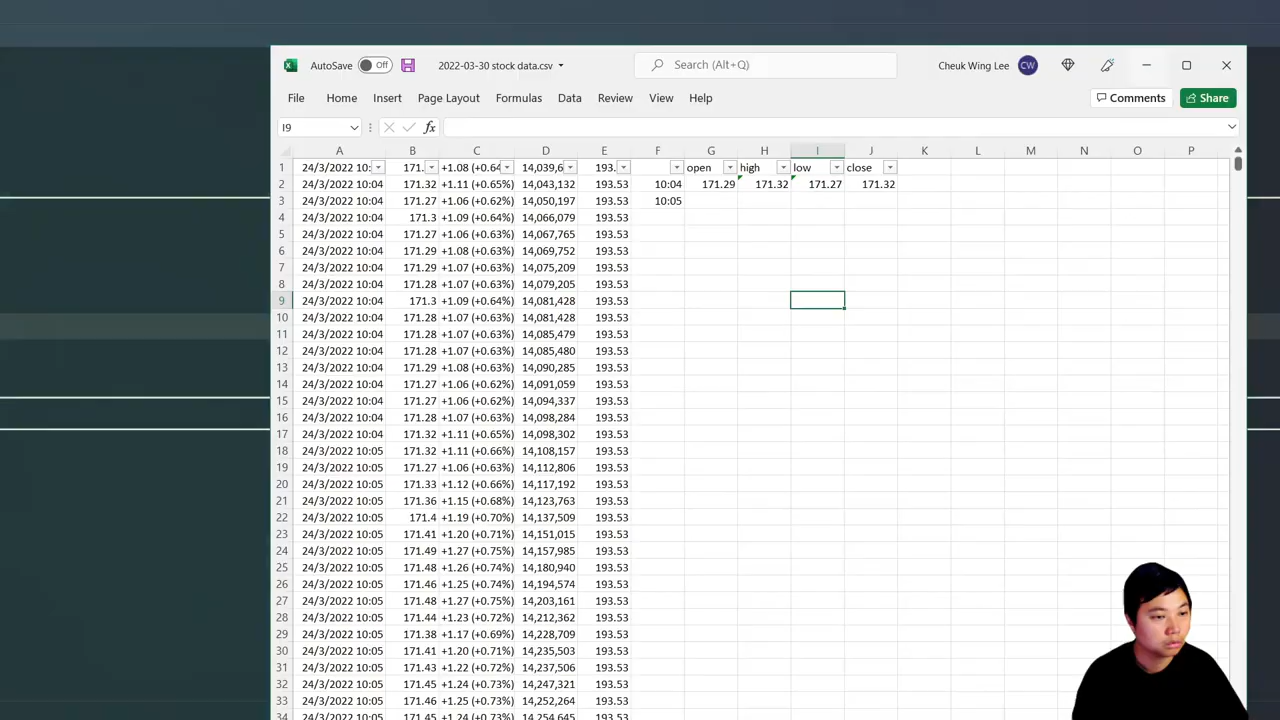 AutoSave Off 2022-03-30 stock data.csv Search (Alt+Q) Cheuk Wing Lee CW
File Home Insert Page Layout Formulas Data Review View Help Comments Share
I9 fx
A B C D E F G H I J K L M N O P
1 24/3/2022 10: 171. +1.08 (+0.64 14,039,6 193. open high low close
2 24/3/2022 10:04 171.32 +1.11 (+0.65%) 14,043,132 193.53 10:04 171.29 171.32 171.27 171.32
3 24/3/2022 10:04 171.27 +1.06 (+0.62%) 14,050,197 193.53 10:05
4 24/3/2022 10:04 171.3 +1.09 (+0.64%) 14,066,079 193.53
5 24/3/2022 10:04 171.27 +1.06 (+0.63%) 14,067,765 193.53
6 24/3/2022 10:04 171.29 +1.08 (+0.63%) 14,069,752 193.53
7 24/3/2022 10:04 171.29 +1.07 (+0.63%) 14,075,209 193.53
8 24/3/2022 10:04 171.28 +1.07 (+0.63%) 14,079,205 193.53
9 24/3/2022 10:04 171.3 +1.09 (+0.64%) 14,081,428 193.53
10 24/3/2022 10:04 171.28 +1.07 (+0.63%) 14,081,428 193.53
11 24/3/2022 10:04 171.28 +1.07 (+0.63%) 14,085,479 193.53
12 24/3/2022 10:04 171.28 +1.07 (+0.63%) 14,085,480 193.53
13 24/3/2022 10:04 171.29 +1.08 (+0.63%) 14,090,285 193.53
14 24/3/2022 10:04 171.27 +1.06 (+0.62%) 14,091,059 193.53
15 24/3/2022 10:04 171.27 +1.06 (+0.62%) 14,094,337 193.53
16 24/3/2022 10:04 171.28 +1.07 (+0.63%) 14,098,284 193.53
17 24/3/2022 10:04 171.32 +1.11 (+0.65%) 14,098,302 193.53
18 24/3/2022 10:05 171.32 +1.11 (+0.66%) 14,108,157 193.53
19 24/3/2022 10:05 171.27 +1.06 (+0.63%) 14,112,806 193.53
20 24/3/2022 10:05 171.33 +1.12 (+0.66%) 14,117,192 193.53
21 24/3/2022 10:05 171.36 +1.15 (+0.68%) 14,123,763 193.53
22 24/3/2022 10:05 171.4 +1.19 (+0.70%) 14,137,509 193.53
23 24/3/2022 10:05 171.41 +1.20 (+0.71%) 14,151,015 193.53
24 24/3/2022 10:05 171.49 +1.27 (+0.75%) 14,157,985 193.53
25 24/3/2022 10:05 171.48 +1.26 (+0.74%) 14,180,940 193.53
26 24/3/2022 10:05 171.46 +1.25 (+0.74%) 14,194,574 193.53
27 24/3/2022 10:05 171.48 +1.27 (+0.75%) 14,203,161 193.53
28 24/3/2022 10:05 171.44 +1.23 (+0.72%) 14,212,362 193.53
29 24/3/2022 10:05 171.38 +1.17 (+0.69%) 14,228,709 193.53
30 24/3/2022 10:05 171.41 +1.20 (+0.71%) 14,235,503 193.53
31 24/3/2022 10:05 171.43 +1.22 (+0.72%) 14,237,506 193.53
32 24/3/2022 10:05 171.45 +1.24 (+0.73%) 14,247,321 193.53
33 24/3/2022 10:05 171.46 +1.25 (+0.73%) 14,252,264 193.53
34 24/3/2022 10:05 171.45 +1.24 (+0.73%) 193.53